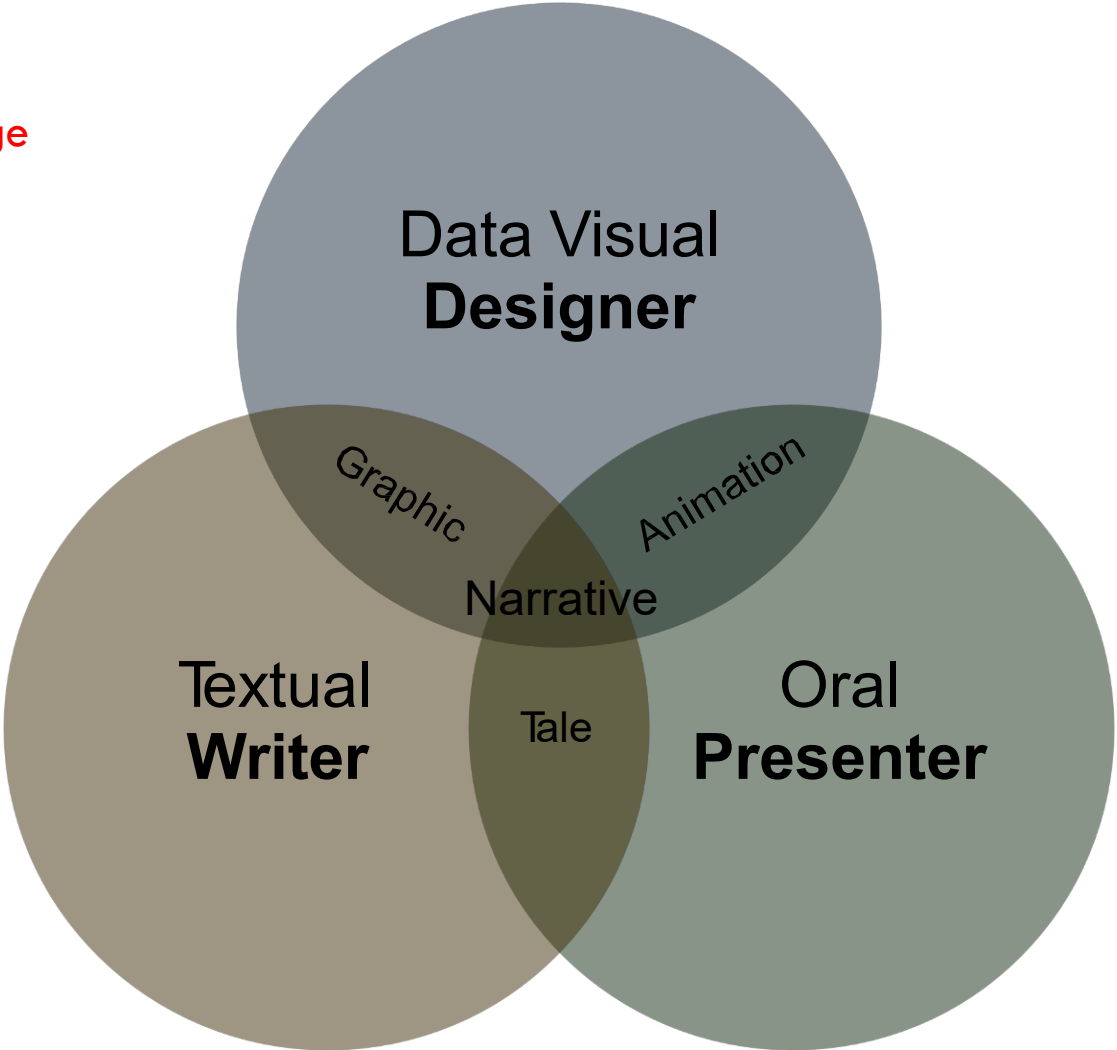 Data Visual
Designer
Graphic
Animation
Narrative
Textual
Writer
Tale
Oral
Presenter